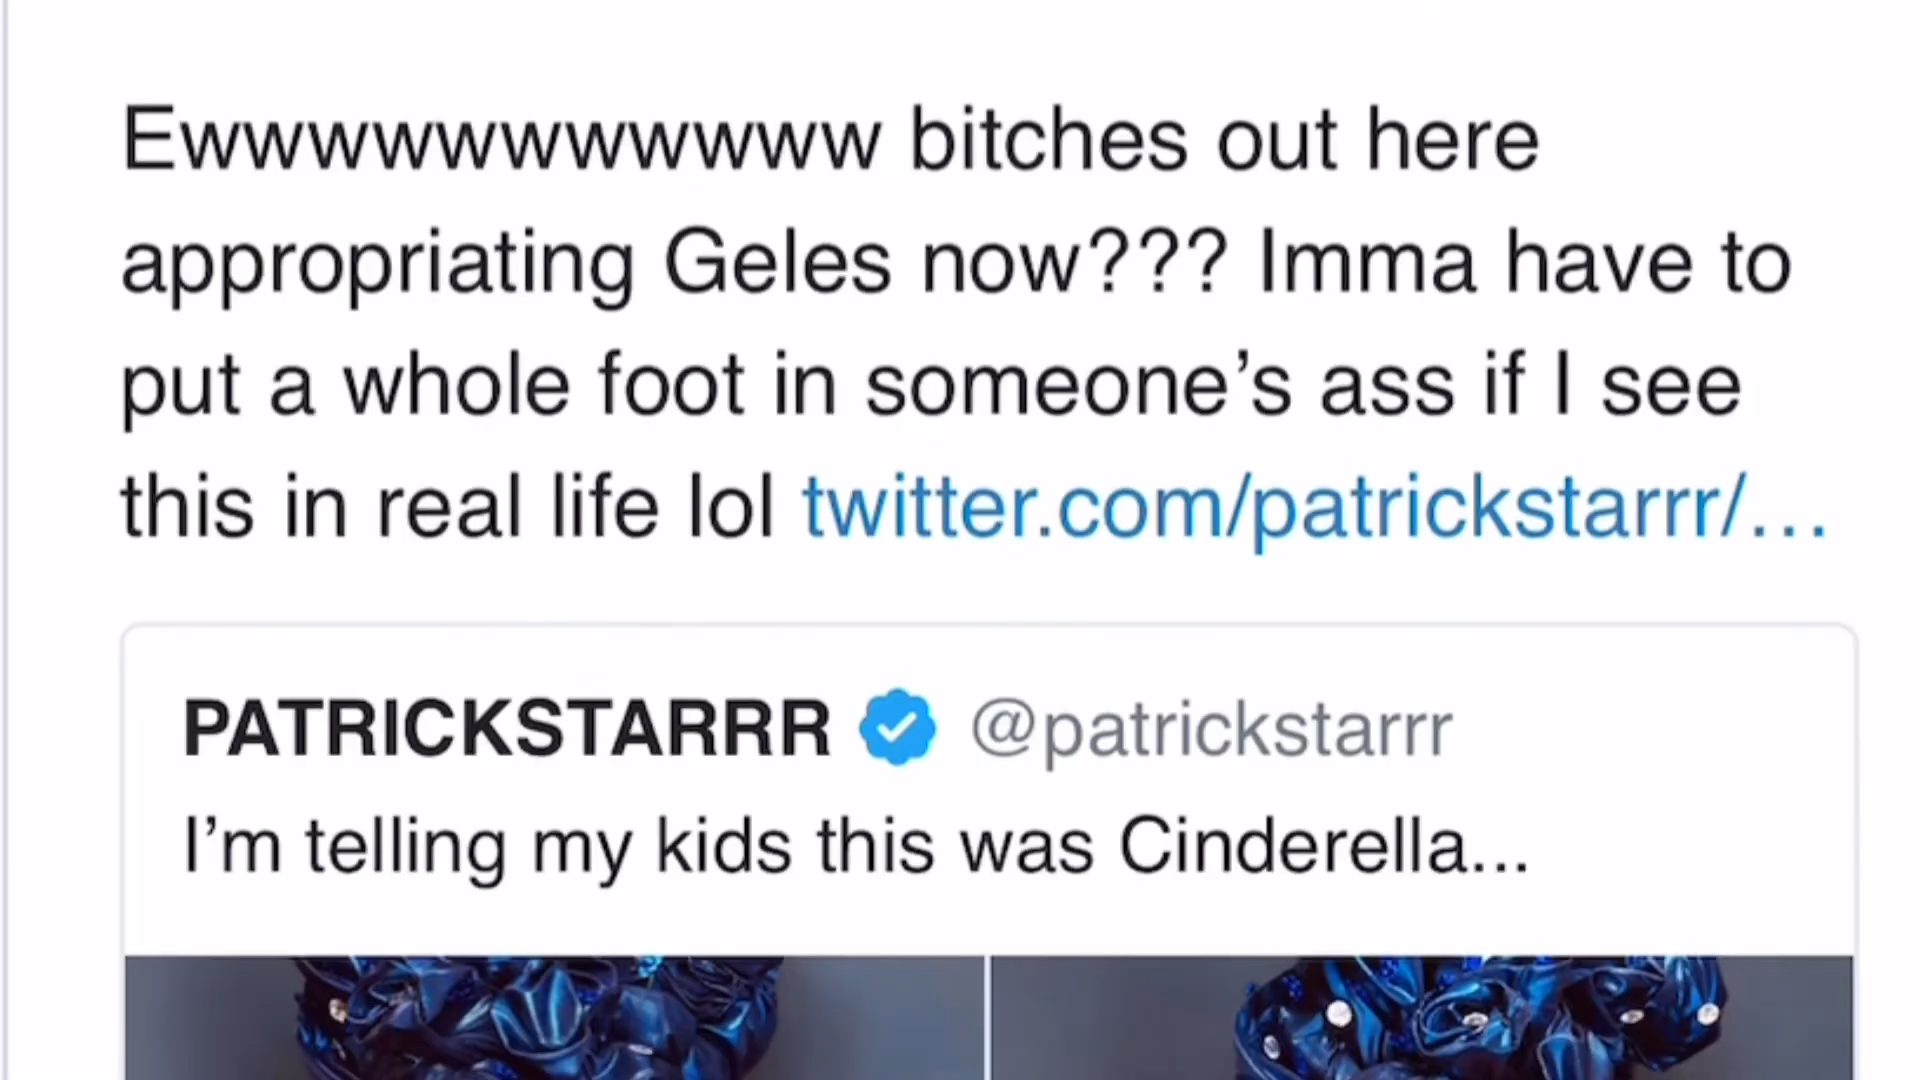 Ewwwwwwwwwww bitches out here
appropriating Geles now??? Imma have to
put a whole foot in someone’s ass if I see
this in real life lol twitter.com/patrickstarrr/…
PATRICKSTARRR @patrickstarrr
I’m telling my kids this was Cinderella...